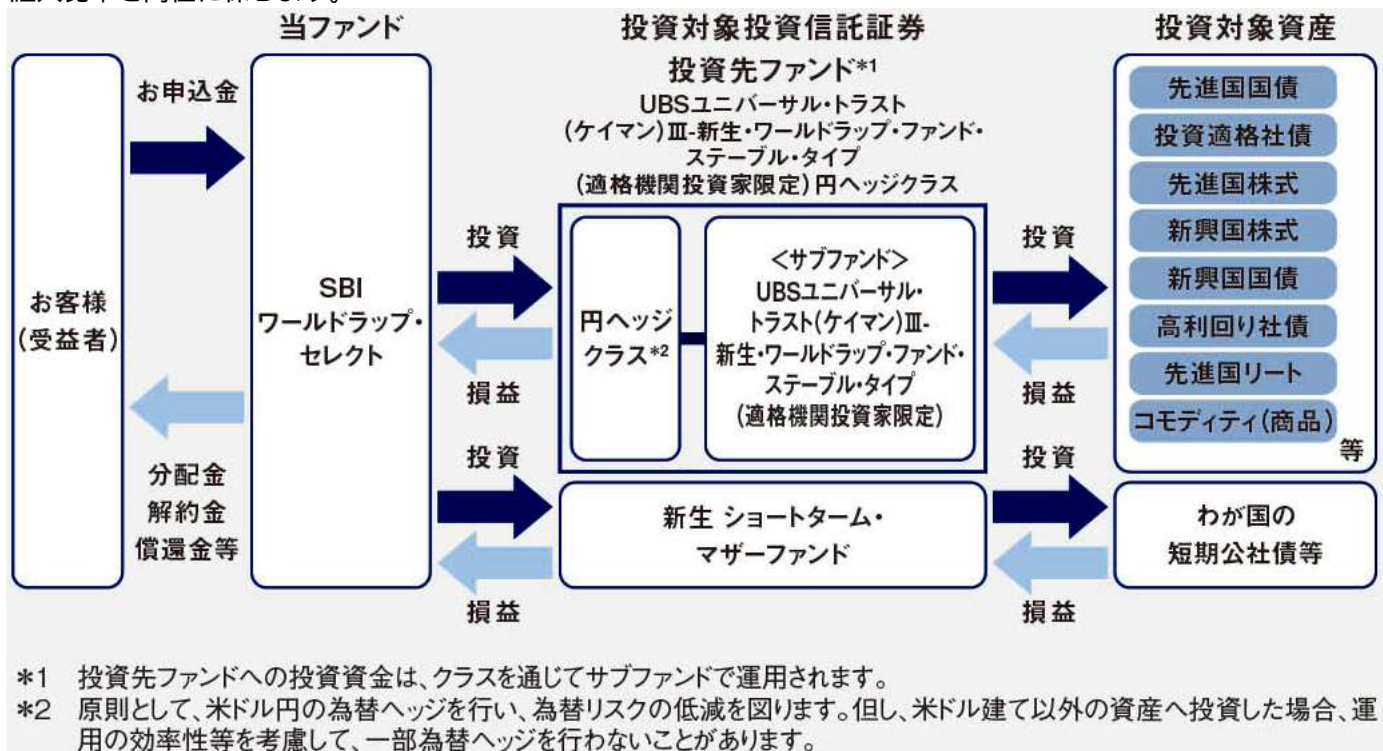 当ファンド
投資対象投資信託証券
投資対象資産
お客様
(受益者)
お申込金
分配金
解約金
償還金等
SBI
ワールドラップ・
セレクト
投資
損益
投資
損益
投資先ファンド*1
UBSユニバーサル・トラスト
(ケイマン)Ⅲ-新生・ワールドラップ・ファンド・
ステーブル・タイプ
(適格機関投資家限定)円ヘッジクラス
円ヘッジ
クラス*2
<サブファンド>
UBSユニバーサル・
トラスト(ケイマン)Ⅲ-
新生・ワールドラップ・ファンド・
ステーブル・タイプ
(適格機関投資家限定)
新生 ショートターム・
マザーファンド
投資
損益
投資
損益
先進国国債
投資適格社債
先進国株式
新興国株式
新興国国債
高利回り社債
先進国リート
コモディティ(商品)
等
わが国の
短期公社債等
*1 投資先ファンドへの投資資金は、クラスを通じてサブファンドで運用されます。
*2 原則として、米ドル円の為替ヘッジを行い、為替リスクの低減を図ります。但し、米ドル建て以外の資産へ投資した場合、運
用の効率性等を考慮して、一部為替ヘッジを行わないことがあります。